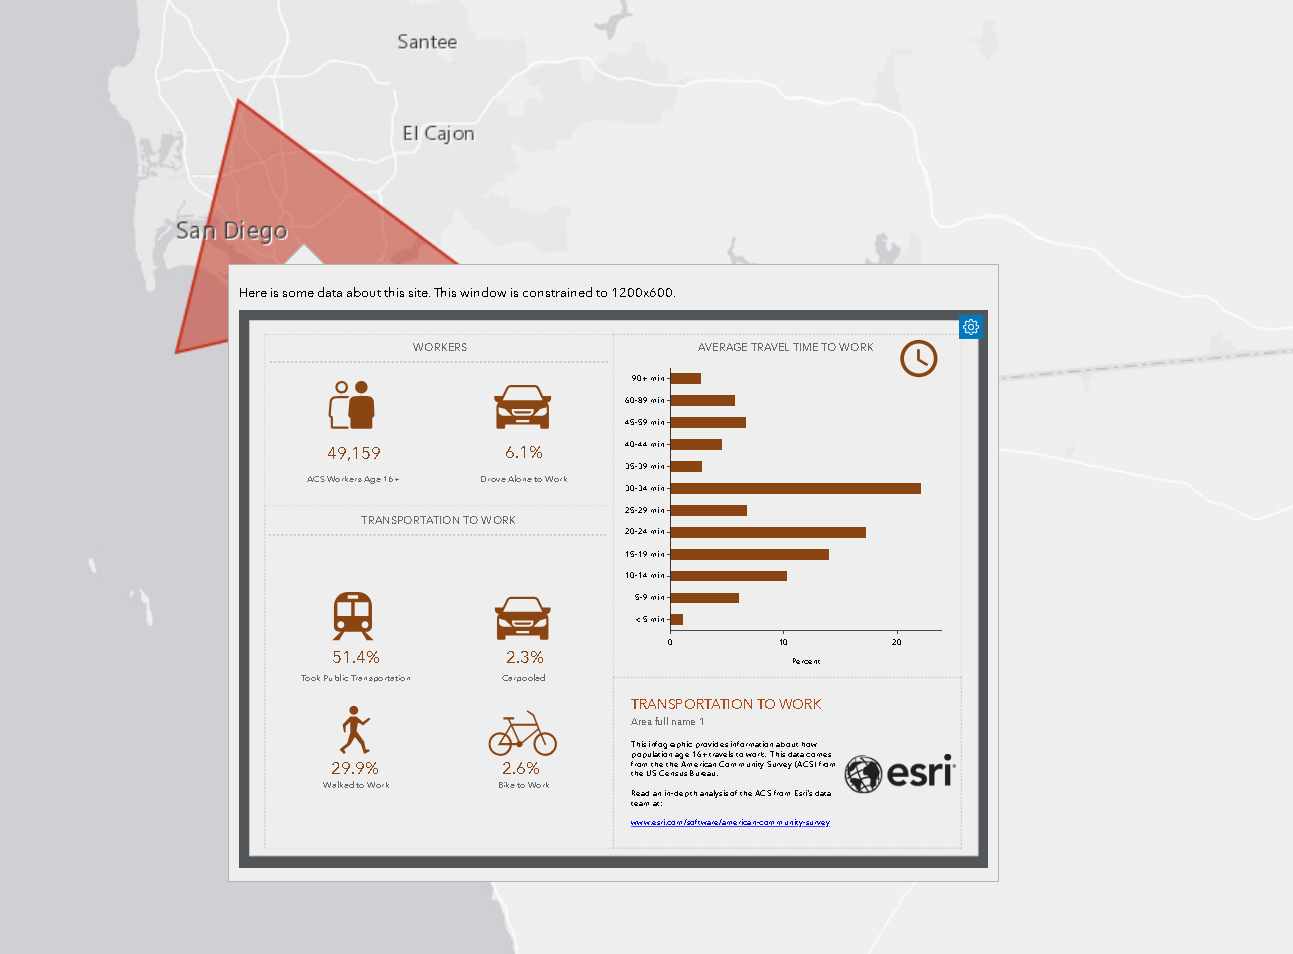 Santee
El Cajon
San Diego
Here is some data about this site. This window is constrained to 1200x600.
WORKERS
49,159
ACS Workers Age 16+
6.1%
Drove Alone to Work
TRANSPORTATION TO WORK
51.4%
Took Public Transportation
2.3%
Carpooled
29.9%
Walked to Work
2.6%
Bike to Work
AVERAGE TRAVEL TIME TO WORK
90+ min
60-89 min
45-59 min
40-44 min
35-39 min
30-34 min
25-29 min
20-24 min
15-19 min
10-14 min
5-9 min
< 5 min
0 10 20
Percent
TRANSPORTATION TO WORK
Area full name 1
This infographic provides information about how
population age 16+ travels to work. This data comes
from the the American Community Survey (ACS) from
the US Census Bureau.
Read an in-depth analysis of the ACS from Esri's data
team at:
www.esri.com/software/american-community-survey
esri